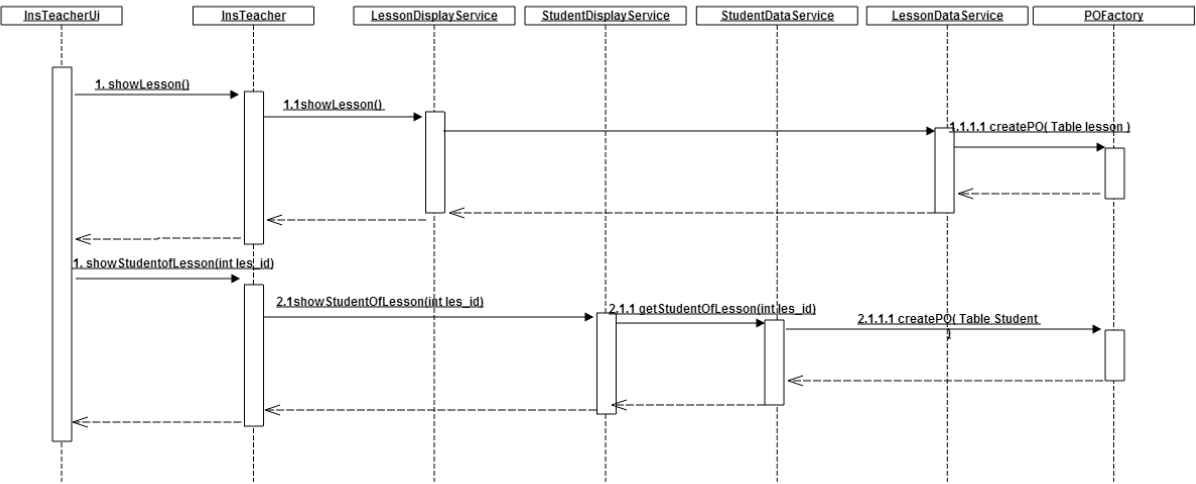 InsTeacherUi
InsTeacher
LessonDisplayService
StudentDisplayService
StudentDataService
LessonDataService
POFactory
1. showLesson()
1.1showLesson()
1.1.1.1 createPO( Table lesson )
1. showStudentofLesson(int les_id)
2.1showStudentOfLesson(int les_id)
2.1.1 getStudentOfLesson(int les_id)
2.1.1.1 createPO( Table Student
)